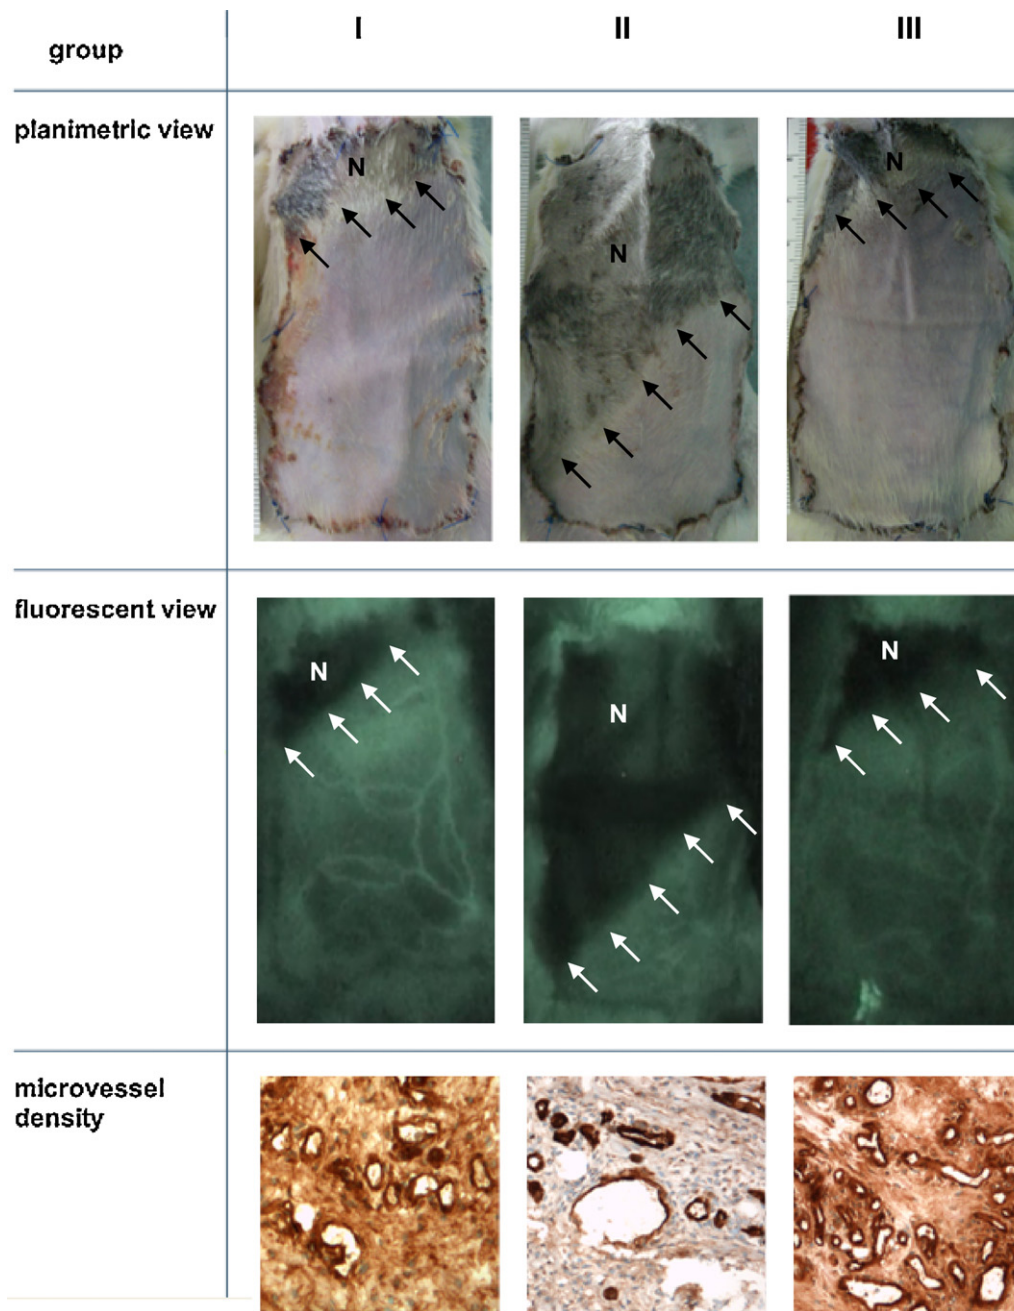 group
I
II
III
planimetric view
N
N
N
fluorescent view
N
N
N
microvessel
density